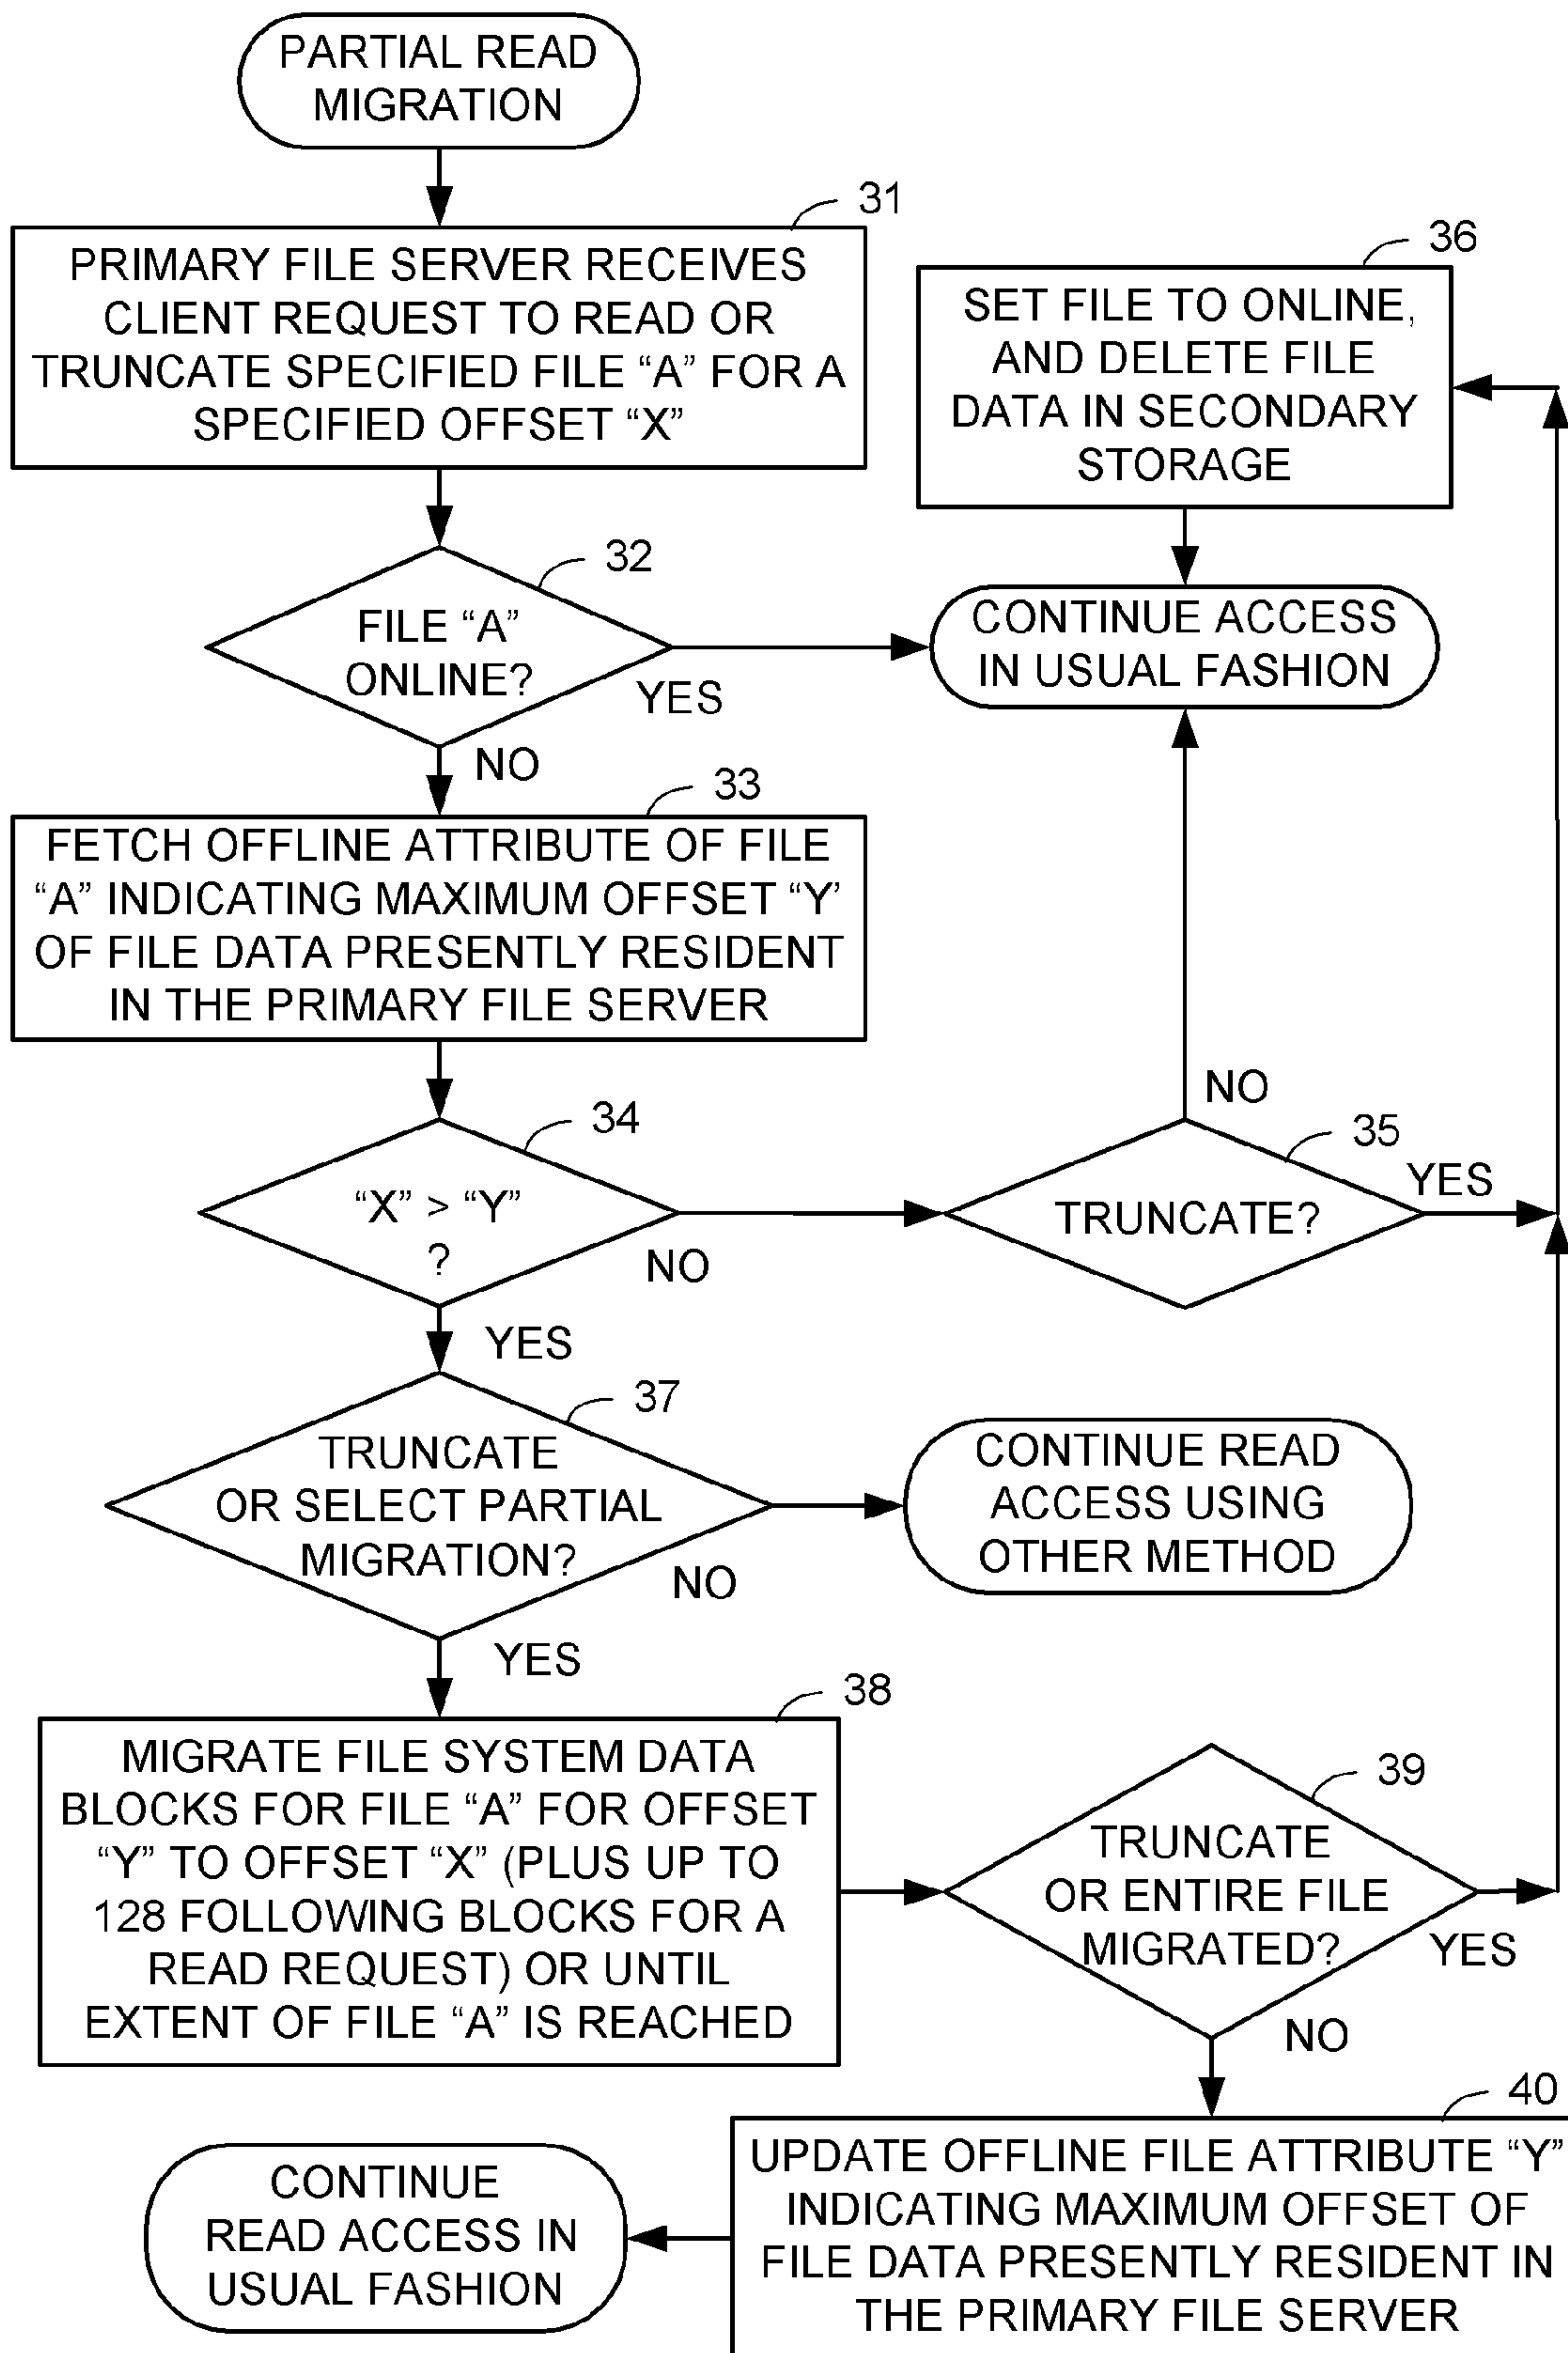 PARTIAL READ
MIGRATION
31
PRIMARY FILE SERVER RECEIVES
CLIENT REQUEST TO READ OR
TRUNCATE SPECIFIED FILE “A” FOR A
SPECIFIED OFFSET “X”
36
SET FILE TO ONLINE,
AND DELETE FILE
DATA IN SECONDARY
STORAGE
32
FILE “A”
ONLINE?
YES
NO
CONTINUE ACCESS
IN USUAL FASHION
33
FETCH OFFLINE ATTRIBUTE OF FILE
“A” INDICATING MAXIMUM OFFSET “Y’
OF FILE DATA PRESENTLY RESIDENT
IN THE PRIMARY FILE SERVER
34
“X” > “Y”
?
NO
YES
NO
35
TRUNCATE?
YES
37
TRUNCATE
OR SELECT PARTIAL
MIGRATION?
NO
YES
CONTINUE READ
ACCESS USING
OTHER METHOD
38
MIGRATE FILE SYSTEM DATA
BLOCKS FOR FILE “A” FOR OFFSET
“Y” TO OFFSET “X” (PLUS UP TO
128 FOLLOWING BLOCKS FOR A
READ REQUEST) OR UNTIL
EXTENT OF FILE “A” IS REACHED
39
TRUNCATE
OR ENTIRE FILE
MIGRATED?
YES
NO
40
UPDATE OFFLINE FILE ATTRIBUTE “Y”
INDICATING MAXIMUM OFFSET OF
FILE DATA PRESENTLY RESIDENT IN
THE PRIMARY FILE SERVER
CONTINUE
READ ACCESS IN
USUAL FASHION